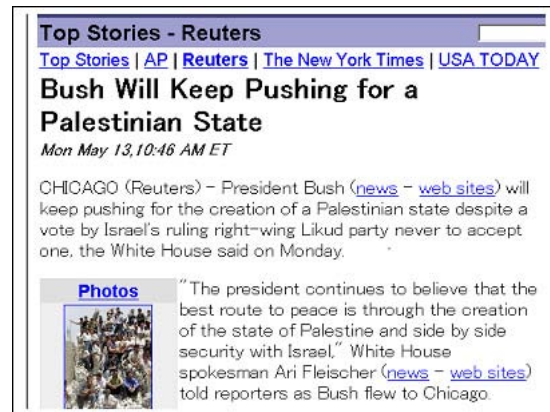 Top Stories - Reuters
Top Stories | AP | Reuters | The New York Times | USA TODAY
Bush Will Keep Pushing for a
Palestinian State
Mon May 13,10:46 AM ET
CHICAGO (Reuters) - President Bush (news - web sites) will
keep pushing for the creation of a Palestinian state despite a
vote by Israel's ruling right-wing Likud party never to accept
one, the White House said on Monday.
Photos
"The president continues to believe that the
best route to peace is through the creation
of the state of Palestine and side by side
security with Israel," White House
spokesman Ari Fleischer (news - web sites)
told reporters as Bush flew to Chicago.